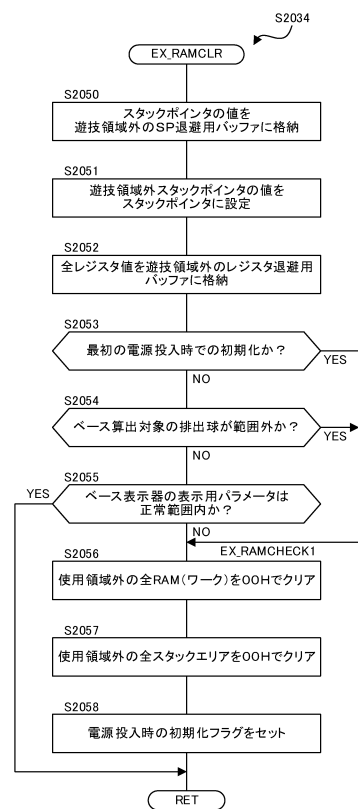 S2034
EX_RAMCLR
S2050
スタックポインタの値を
遊技領域外のSP退避用バッファに格納
S2051
遊技領域外スタックポインタの値を
スタックポインタに設定
S2052
全レジスタ値を遊技領域外のレジスタ退避用
バッファに格納
S2053
最初の電源投入時での初期化か?
YES
NO
S2054
ベース算出対象の排出球が範囲外か?
YES
NO
S2055
YES
ベース表示器の表示用パラメータは
正常範囲内か?
NO
EX_RAMCHECK1
S2056
使用領域外の全RAM(ワーク)を00Hでクリア
S2057
使用領域外の全スタックエリアを00Hでクリア
S2058
電源投入時の初期化フラグをセット
RET